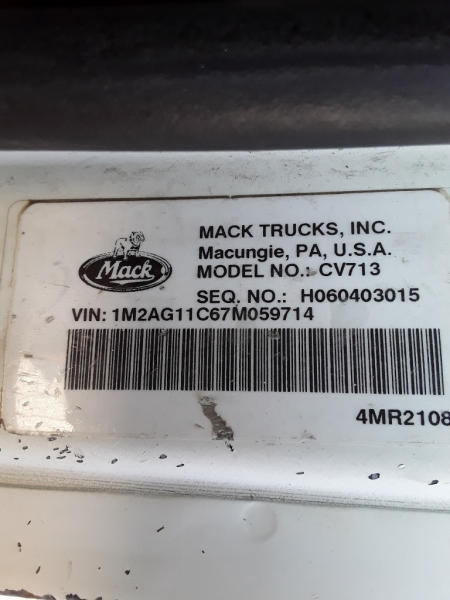 MACK TRUCKS, INC.
Macungie, PA, U.S.A.
MODEL NO.: CV713
Mack
SEQ. NO.: H060403015
VIN: 1M2AG11C67M059714
4MR2108